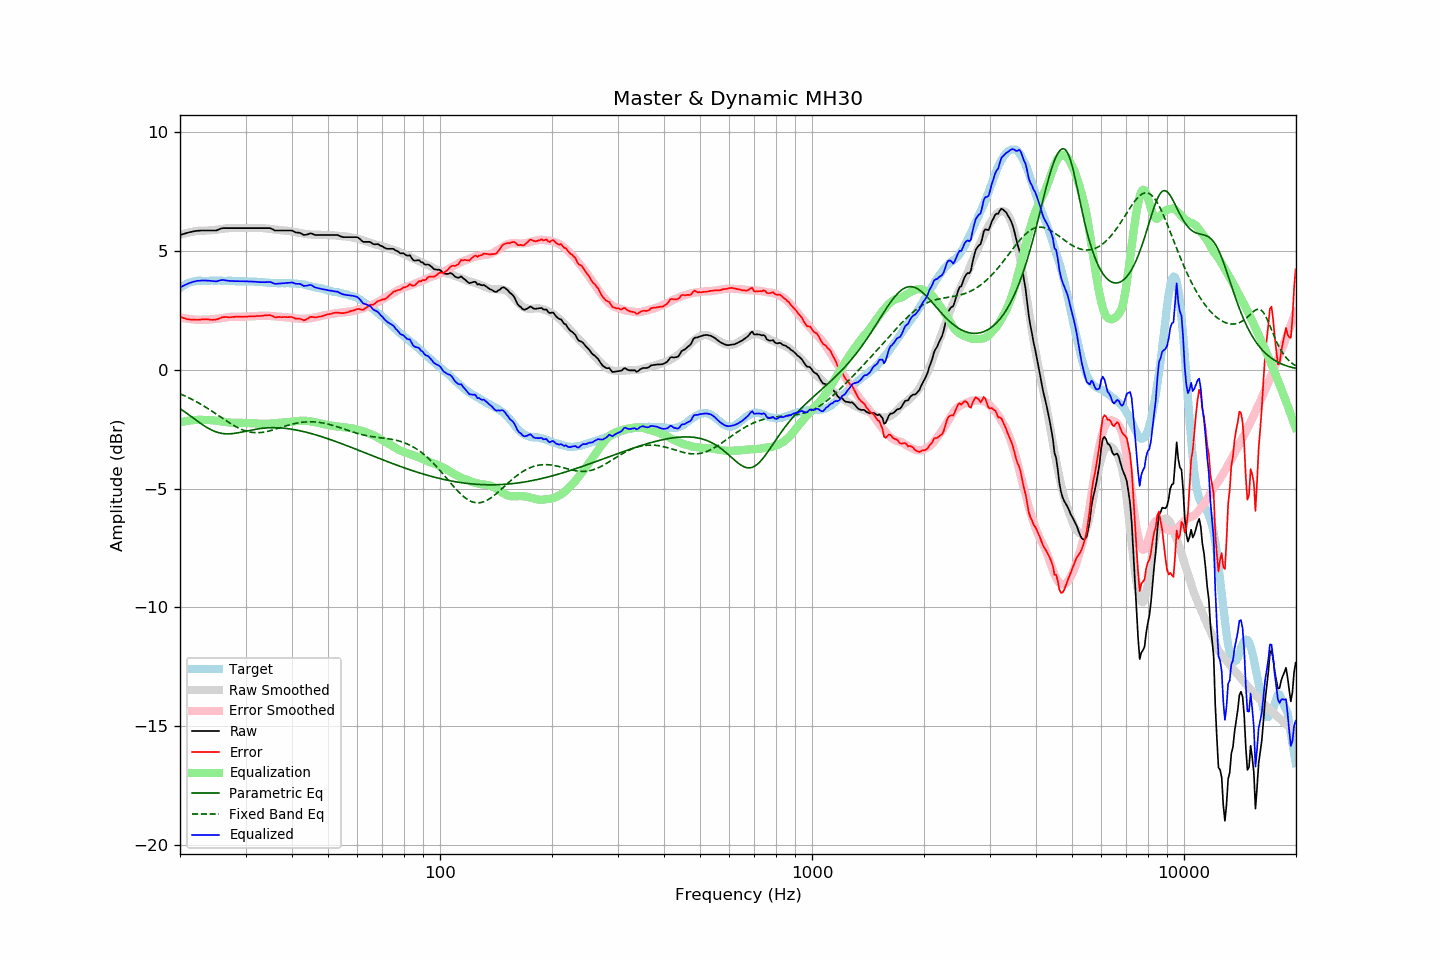 Master & Dynamic MH30
Amplitude (dBr)
10
5
0
−5
−10
−15
−20
Target
Raw Smoothed
Error Smoothed
Raw
Error
Equalization
Parametric Eq
Fixed Band Eq
Equalized
100
1000
10000
Frequency (Hz)